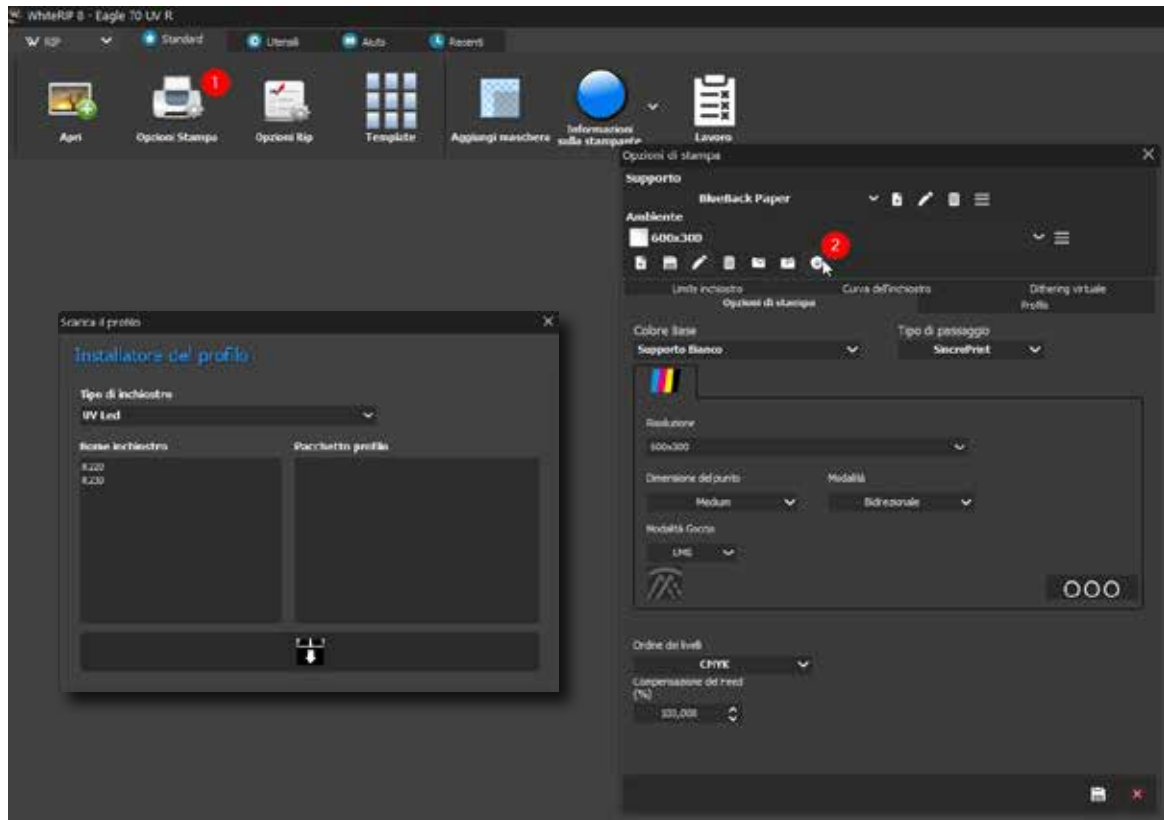 WhiteRIP 8 - Eagle 70 UV R
W RIP Standard Utensili Aiuto Recenti
1
Apri Opzioni Stampa Opzioni Rip Template Aggiungi maschera Informazioni sulla stampante Lavoro
Opzioni di stampa
Supporto
BlueBack Paper
Ambiente
600x300
2
Limite inchiostro Curva dell'inchiostro Dithering virtuale
Opzioni di stampa Profilo
Colore Base Tipo di passaggio
Supporto Bianco SincroPrint
Risoluzione
600x300
Dimensione del punto Modalità
Medium Bidirezionale
Modalità Goccia
LMS
Ordine dei livelli
CMYK
Compensazione del Feed
(%)
100,000
Scarica il profilo
Installatore del profilo
Tipo di inchiostro
UV Led
Nome inchiostro Pacchetto profilo
R220
R230